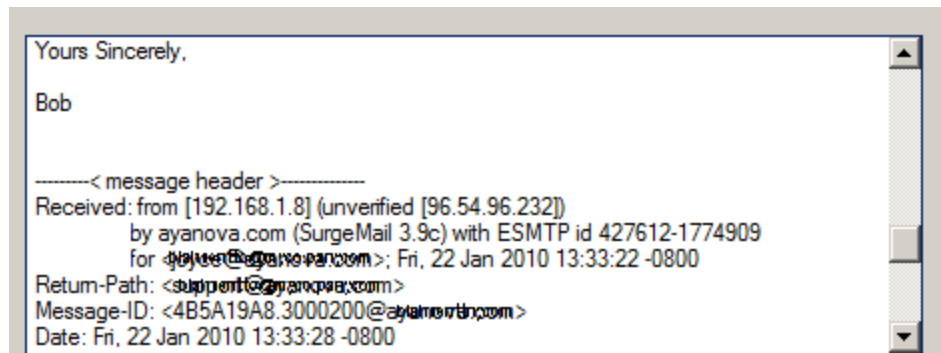 Yours Sincerely,
Bob
---------< message header >--------------
Received: from [192.168.1.8] (unverified [96.54.96.232])
by ayanova.com (SurgeMail 3.9c) with ESMTP id 427612-1774909
for < >; Fri, 22 Jan 2010 13:33:22 -0800
Return-Path: < >
Message-ID: <4B5A19A8.3000200@ >
Date: Fri, 22 Jan 2010 13:33:28 -0800